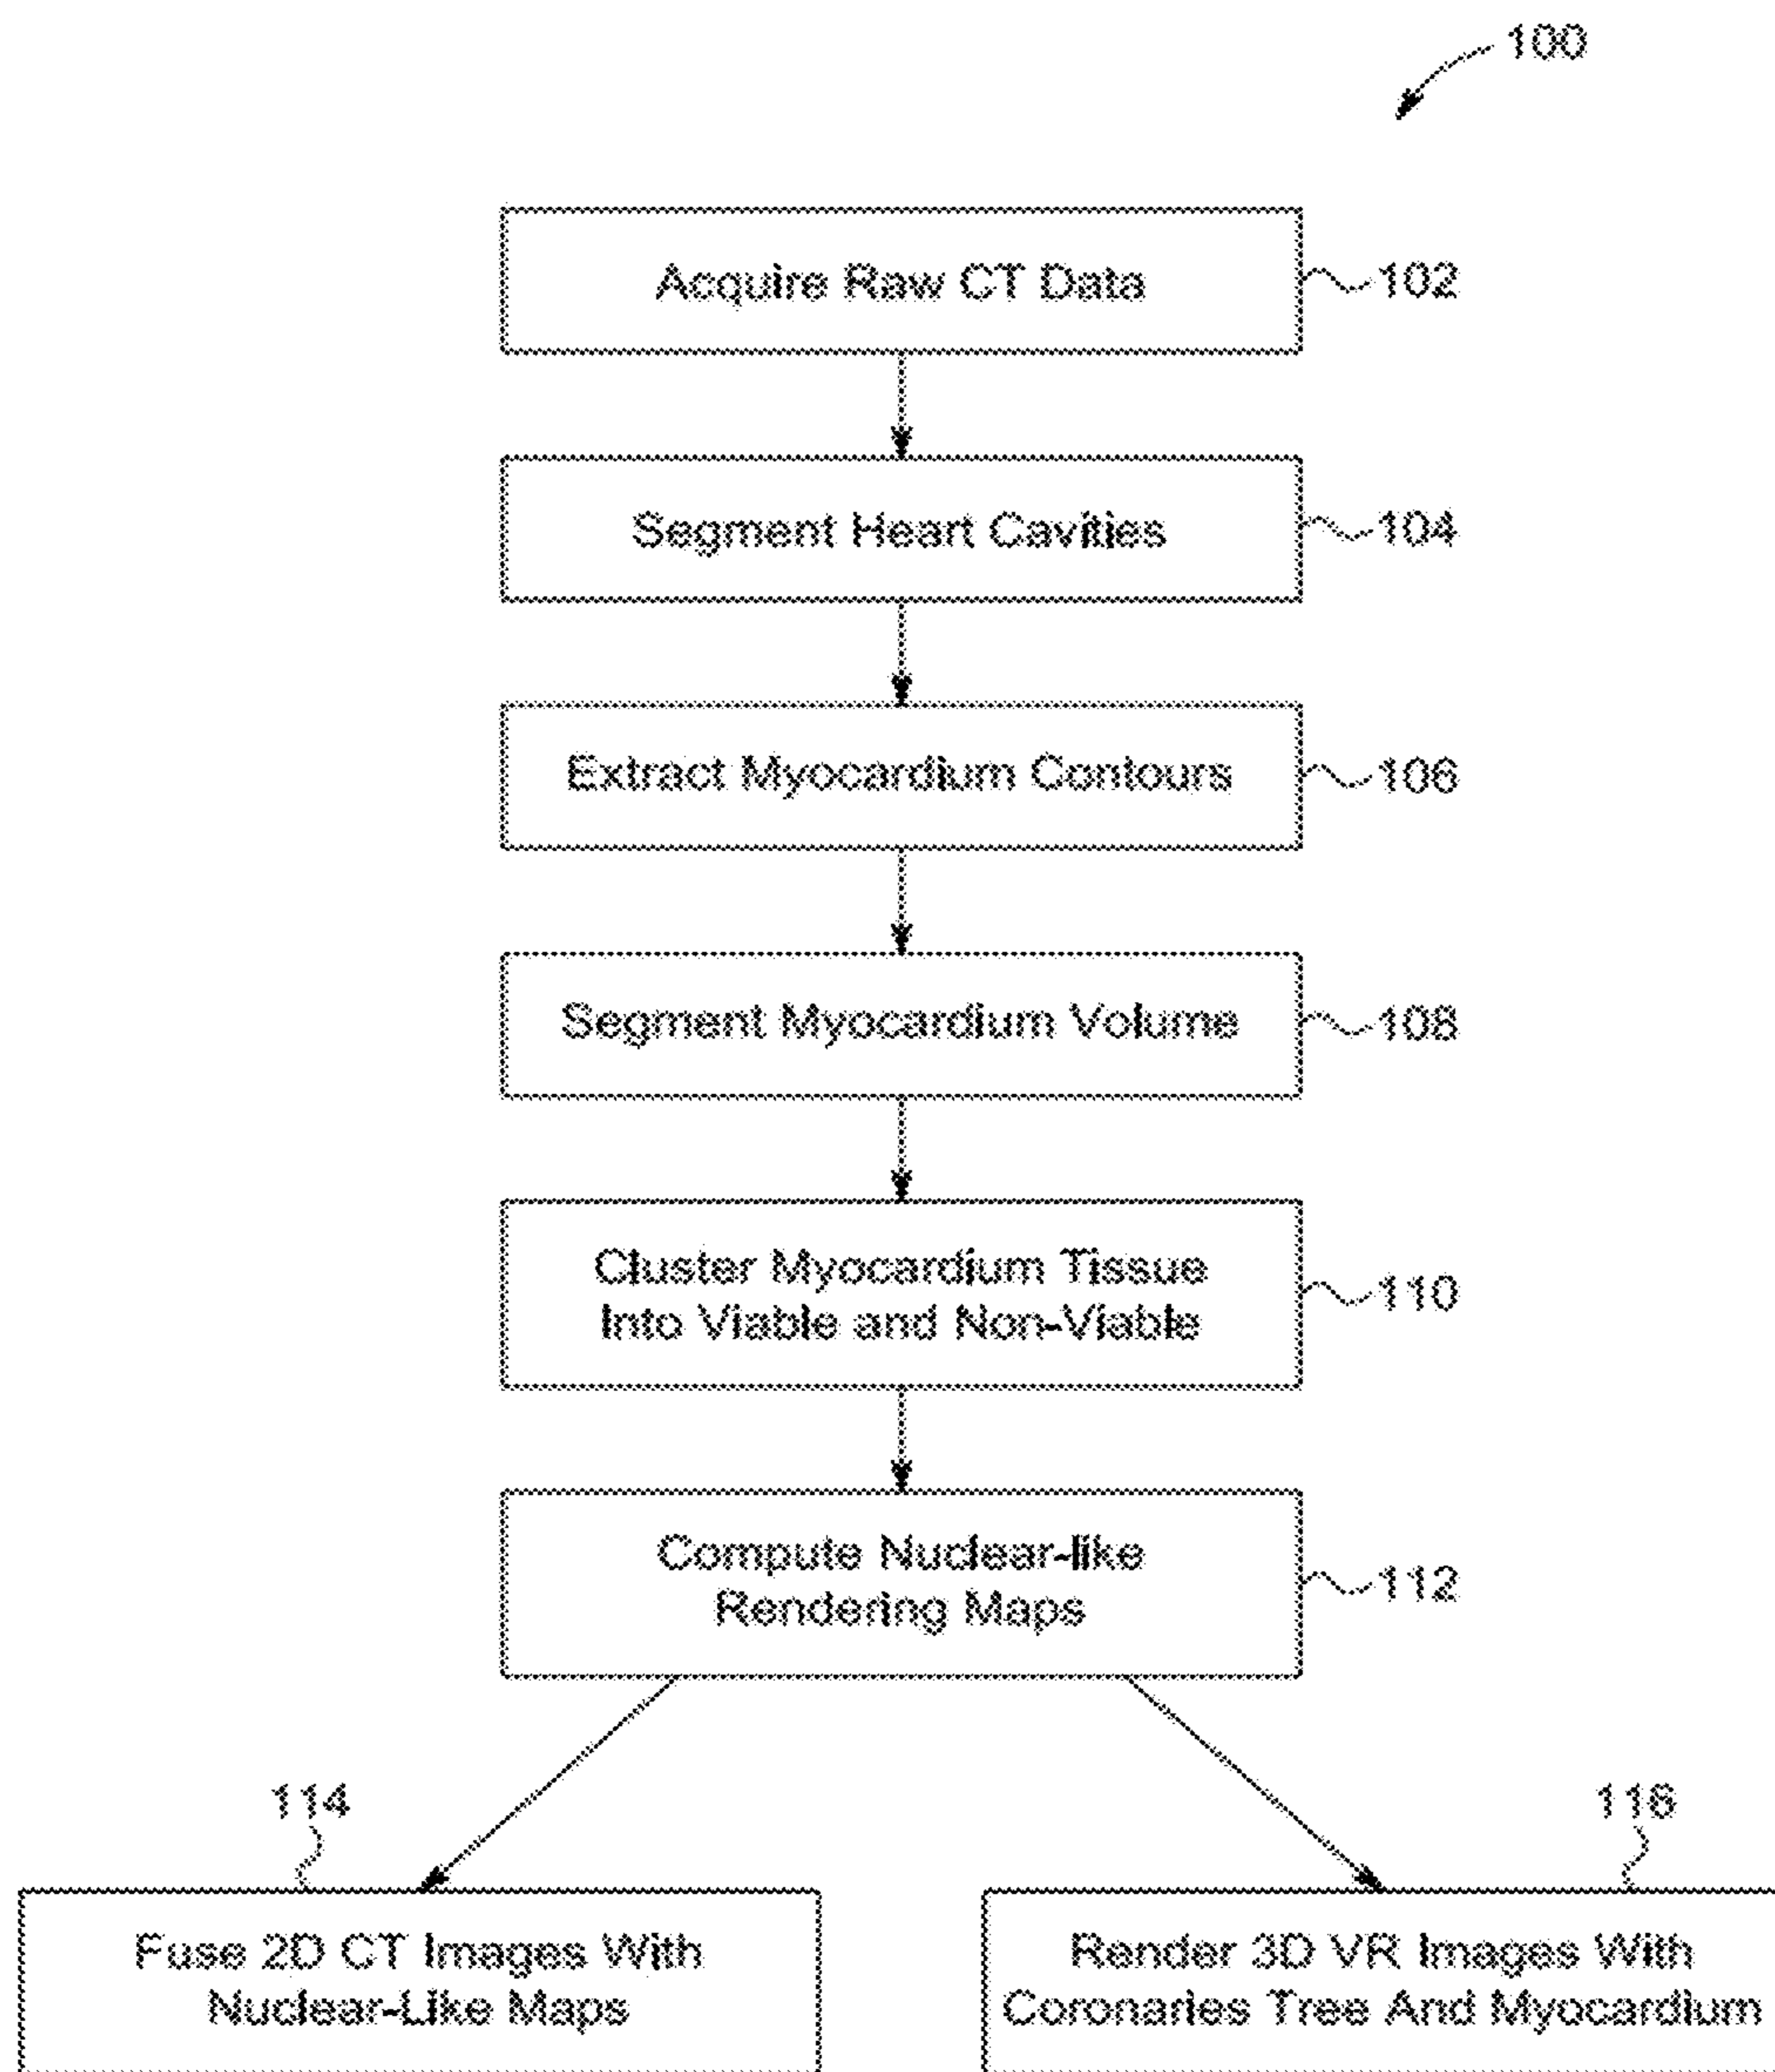 100
Acquire Raw CT Data
102
Segment Heart Cavities
104
Extract Myocardium Contours
106
Segment Myocardium Volume
108
Cluster Myocardium Tissue
Into Viable and Non-Viable
110
Compute Nuclear-like
Rendering Maps
112
114
Fuse 2D CT Images With
Nuclear-Like Maps
116
Render 3D VR Images With
Coronaries Tree And Myocardium